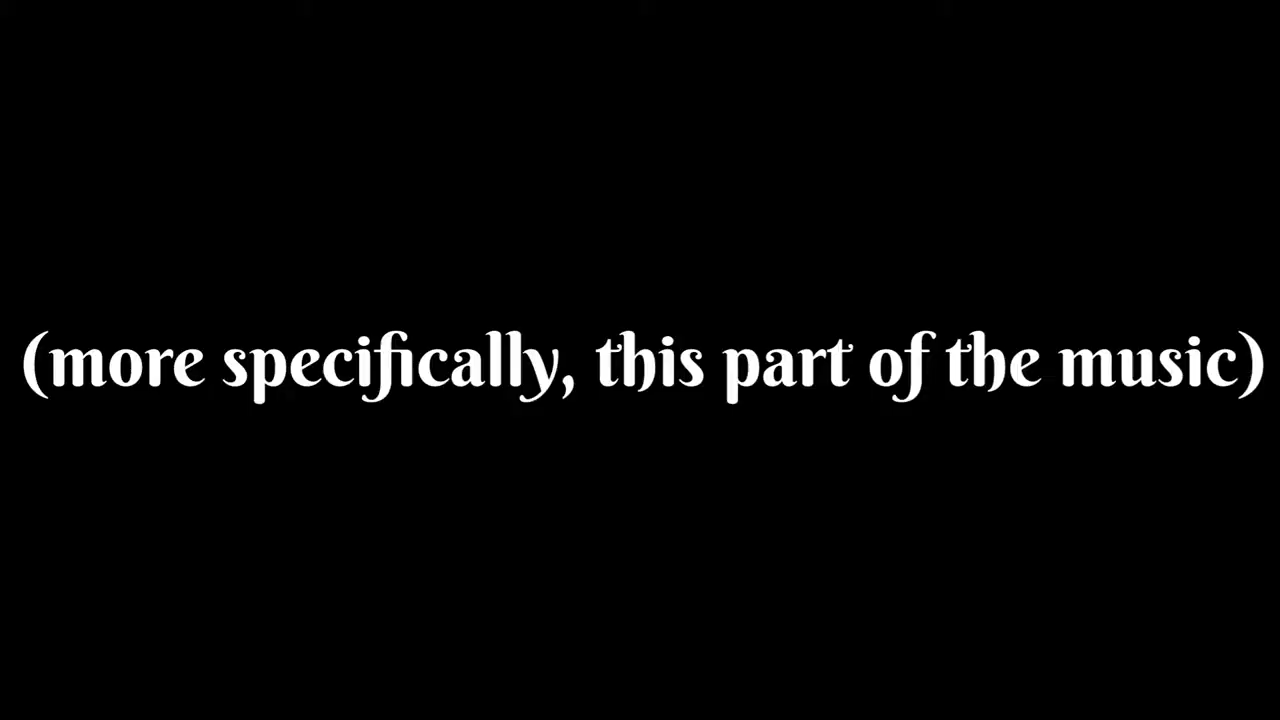 (more specifically, this part of the music)